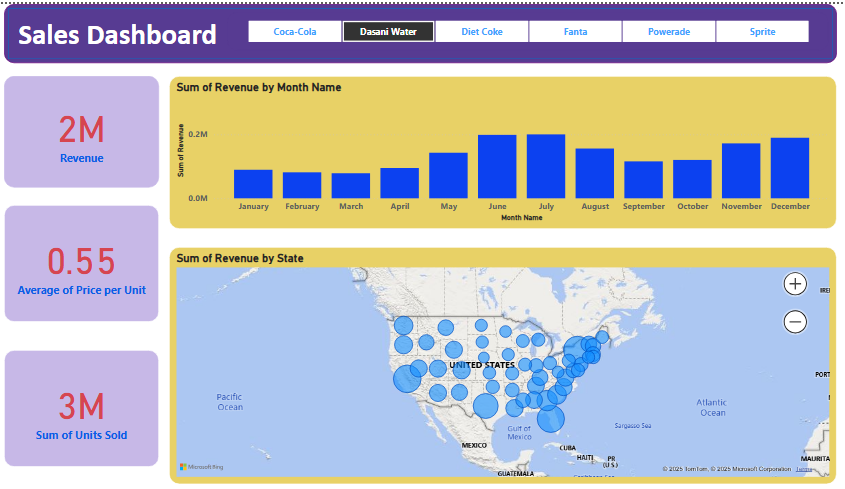 Sales Dashboard
Coca-Cola Dasani Water Diet Coke Fanta Powerade Sprite
2M
Revenue
0.55
Average of Price per Unit
3M
Sum of Units Sold
Sum of Revenue by Month Name
Sum of Revenue
0.2M
0.0M
January February March April May June July August September October November December
Month Name
Sum of Revenue by State
UNITED STATES
Pacific
Ocean
Atlantic
Ocean
Gulf of
Mexico
Sargasso Sea
MEXICO
CUBA
HAITI
PR
(U.S.)
GUATEMALA
PORT
MAURITA
Microsoft Bing
© 2025 TomTom, © 2025 Microsoft Corporation Terms